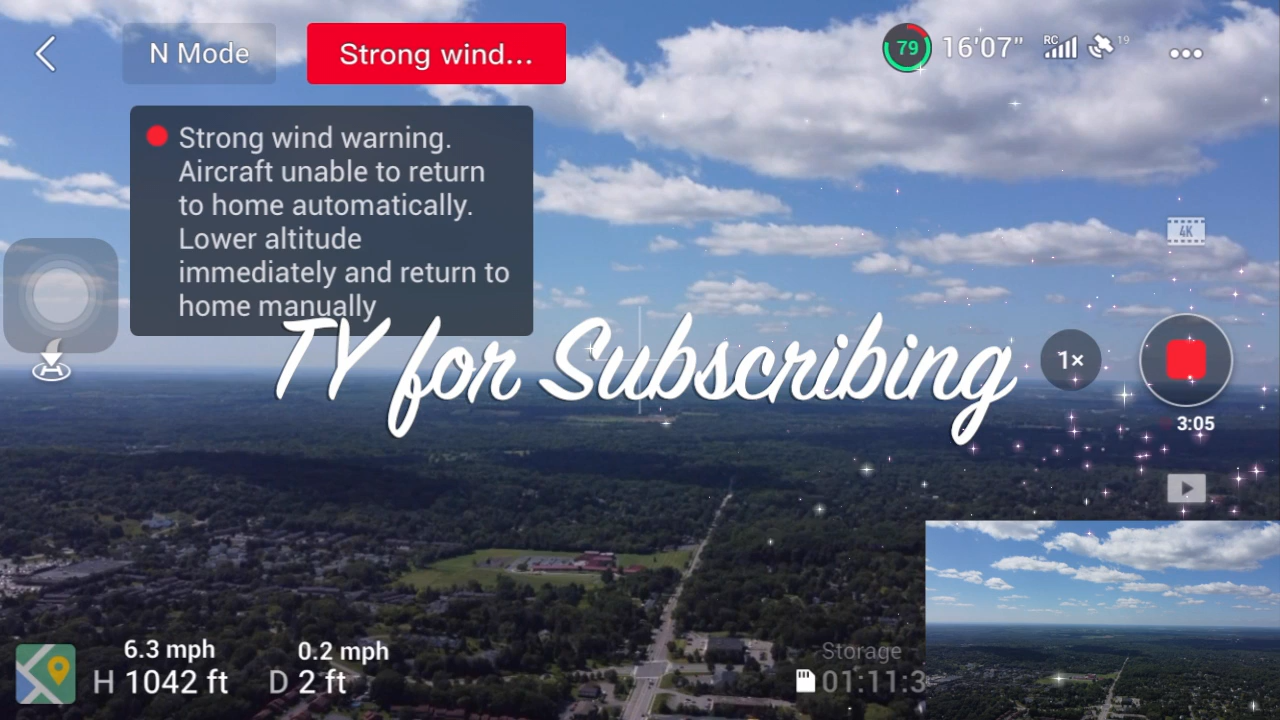 N Mode
Strong wind...
79
16'07"
RC
19
Strong wind warning.
Aircraft unable to return
to home automatically.
Lower altitude
immediately and return to
home manually
4K
TY for Subscribing
1×
3:05
6.3 mph
0.2 mph
H 1042 ft
D 2 ft
Storage
01:11:3